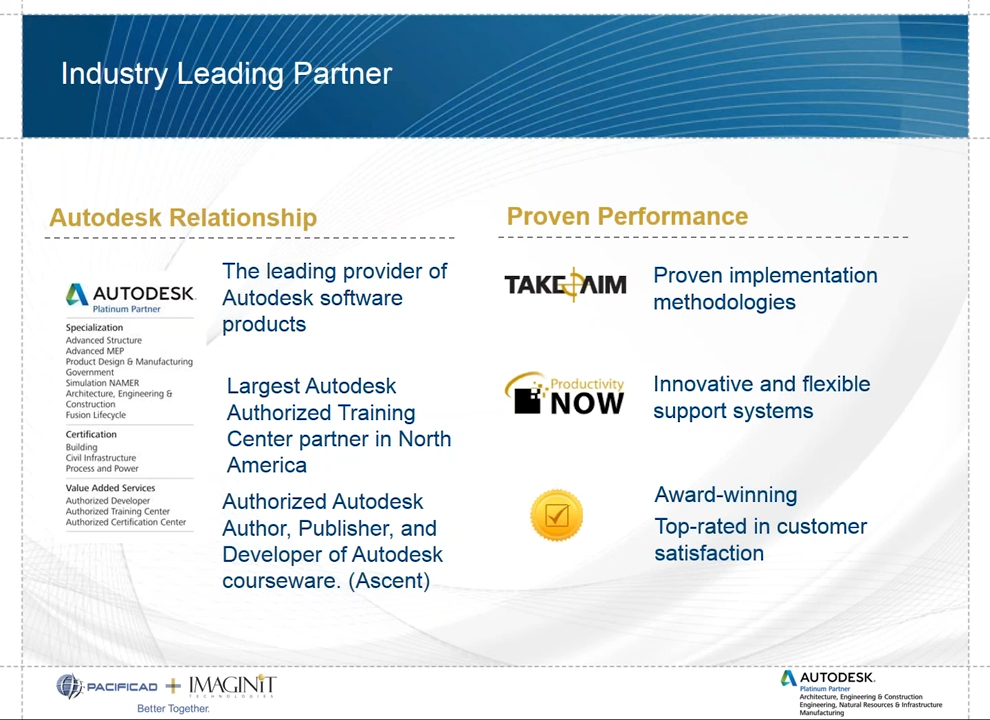 Industry Leading Partner
Autodesk Relationship
AUTODESK.
Platinum Partner
Specialization
Advanced Structure
Advanced MEP
Product Design & Manufacturing
Government
Simulation NAMER
Architecture, Engineering &
Construction
Fusion Lifecycle
Certification
Building
Civil Infrastructure
Process and Power
Value Added Services
Authorized Developer
Authorized Training Center
Authorized Certification Center
The leading provider of
Autodesk software
products
Largest Autodesk
Authorized Training
Center partner in North
America
Authorized Autodesk
Author, Publisher, and
Developer of Autodesk
courseware. (Ascent)
Proven Performance
TAKE AIM
Proven implementation
methodologies
Productivity
NOW
Innovative and flexible
support systems
Award-winning
Top-rated in customer
satisfaction
PACIFICAD + IMAGINiT
TECHNOLOGIES
Better Together.
AUTODESK.
Platinum Partner
Architecture, Engineering & Construction
Engineering, Natural Resources & Infrastructure
Manufacturing